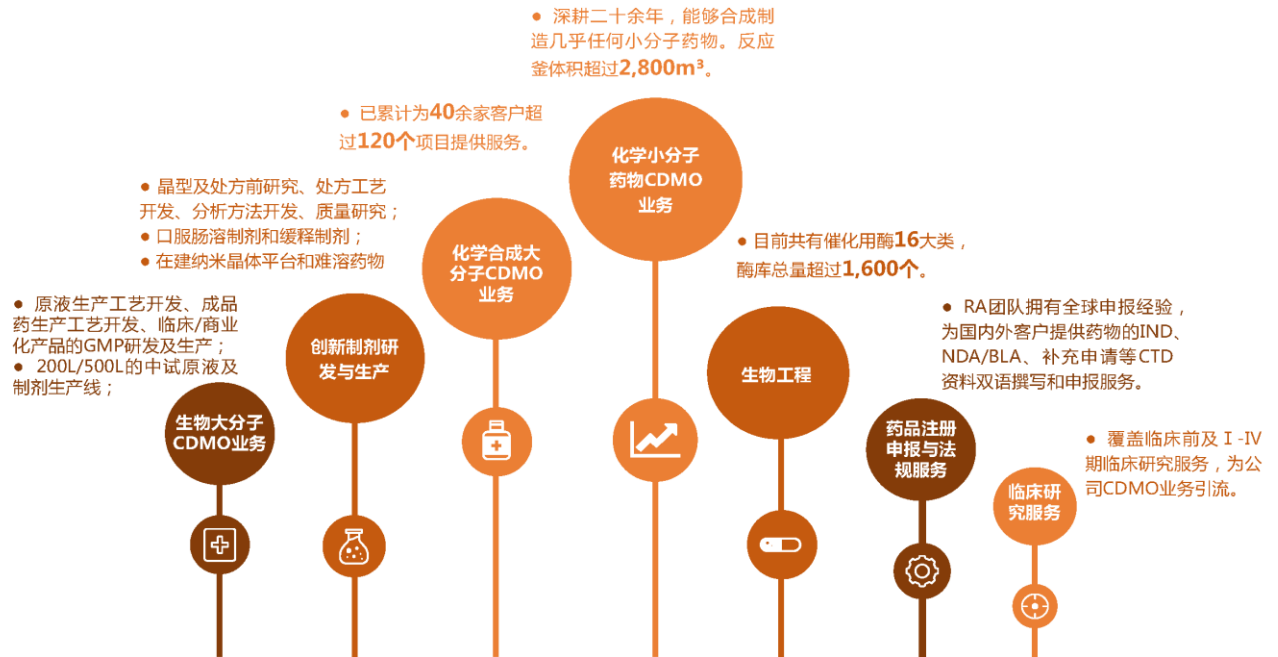 ● 深耕二十余年，能够合成制
造几乎任何小分子药物。反应
釜体积超过2,800m³。
● 已累计为40余家客户超
过120个项目提供服务。
化学小分子
药物CDMO
业务
● 晶型及处方前研究、处方工艺
开发、分析方法开发、质量研究；
● 口服肠溶制剂和缓释制剂；
● 在建纳米晶体平台和难溶药物
化学合成大
分子CDMO
业务
● 目前共有催化用酶16大类，
酶库总量超过1,600个。
● 原液生产工艺开发、成品
药生产工艺开发、临床/商业
化产品的GMP研发及生产；
● 200L/500L的中试原液及
制剂生产线；
创新制剂研
发与生产
生物工程
● RA团队拥有全球申报经验，
为国内外客户提供药物的IND、
NDA/BLA、补充申请等CTD
资料双语撰写和申报服务。
生物大分子
CDMO业务
药品注册
申报与法
规服务
● 覆盖临床前及Ⅰ-Ⅳ
期临床研究服务，为公
司CDMO业务引流。
临床研
究服务